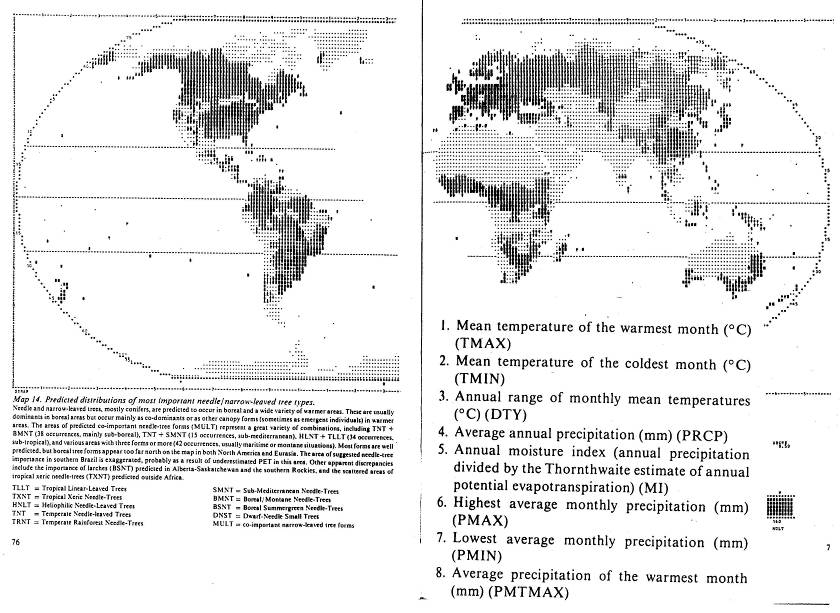 Map 14. Predicted distributions of most important needle/narrow-leaved tree types.
Needle and narrow-leaved trees, mostly conifers, are predicted to occur in boreal and a wide variety of warmer areas. These are usually
dominants in boreal areas but occur mainly as co-dominants or as other canopy forms (sometimes as emergent individuals) in warmer
areas. The areas of predicted co-important needle-tree forms (MULT) represent a great variety of combinations, including TNT +
BMNT (38 occurrences, mainly sub-boreal), TNT + SMNT (15 occurrences, sub-mediterranean), HLNT + TLLT (34 occurrences,
sub-tropical), and various areas with three forms or more (42 occurrences, usually maritime or montane situations). Most forms are well
predicted, but boreal tree forms appear too far north on the map in both North America and Eurasia. The area of suggested needle-tree
importance in southern Brazil is exaggerated, probably as a result of underestimated PET in this area. Other apparent discrepancies
include the importance of larches (BSNT) predicted in Alberta-Saskatchewan and the southern Rockies, and the scattered areas of
tropical xeric needle-trees (TXNT) predicted outside Africa.
TLLT = Tropical Linear-Leaved Trees
TXNT = Tropical Xeric Needle-Trees
HNLT = Heliophilic Needle-Leaved Trees
TNT = Temperate Needle-leaved Trees
TRNT = Temperate Rainforest Needle-Trees
SMNT = Sub-Mediterranean Needle-Trees
BMNT = Boreal/Montane Needle-Trees
BSNT = Boreal Summergreen Needle-Trees
DNST = Dwarf-Needle Small Trees
MULT = co-important narrow-leaved tree forms
76
1. Mean temperature of the warmest month (°C)
(TMAX)
2. Mean temperature of the coldest month (°C)
(TMIN)
3. Annual range of monthly mean temperatures
(°C) (DTY)
4. Average annual precipitation (mm) (PRCP)
5. Annual moisture index (annual precipitation
divided by the Thornthwaite estimate of annual
potential evapotranspiration) (MI)
6. Highest average monthly precipitation (mm)
(PMAX)
7. Lowest average monthly precipitation (mm)
(PMIN)
8. Average precipitation of the warmest month
(mm) (PMTMAX)
MULT
7